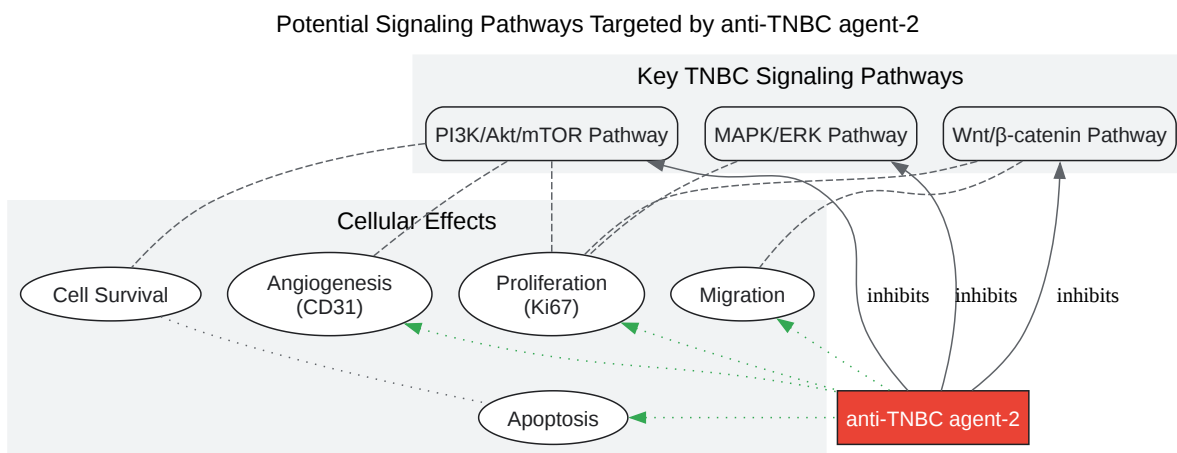 Potential Signaling Pathways Targeted by anti-TNBC agent-2
Key TNBC Signaling Pathways
PI3K/Akt/mTOR Pathway
MAPK/ERK Pathway
Wnt/β-catenin Pathway
Cellular Effects
Cell Survival
Angiogenesis
(CD31)
Proliferation
(Ki67)
Migration
inhibits
inhibits
inhibits
Apoptosis
anti-TNBC agent-2